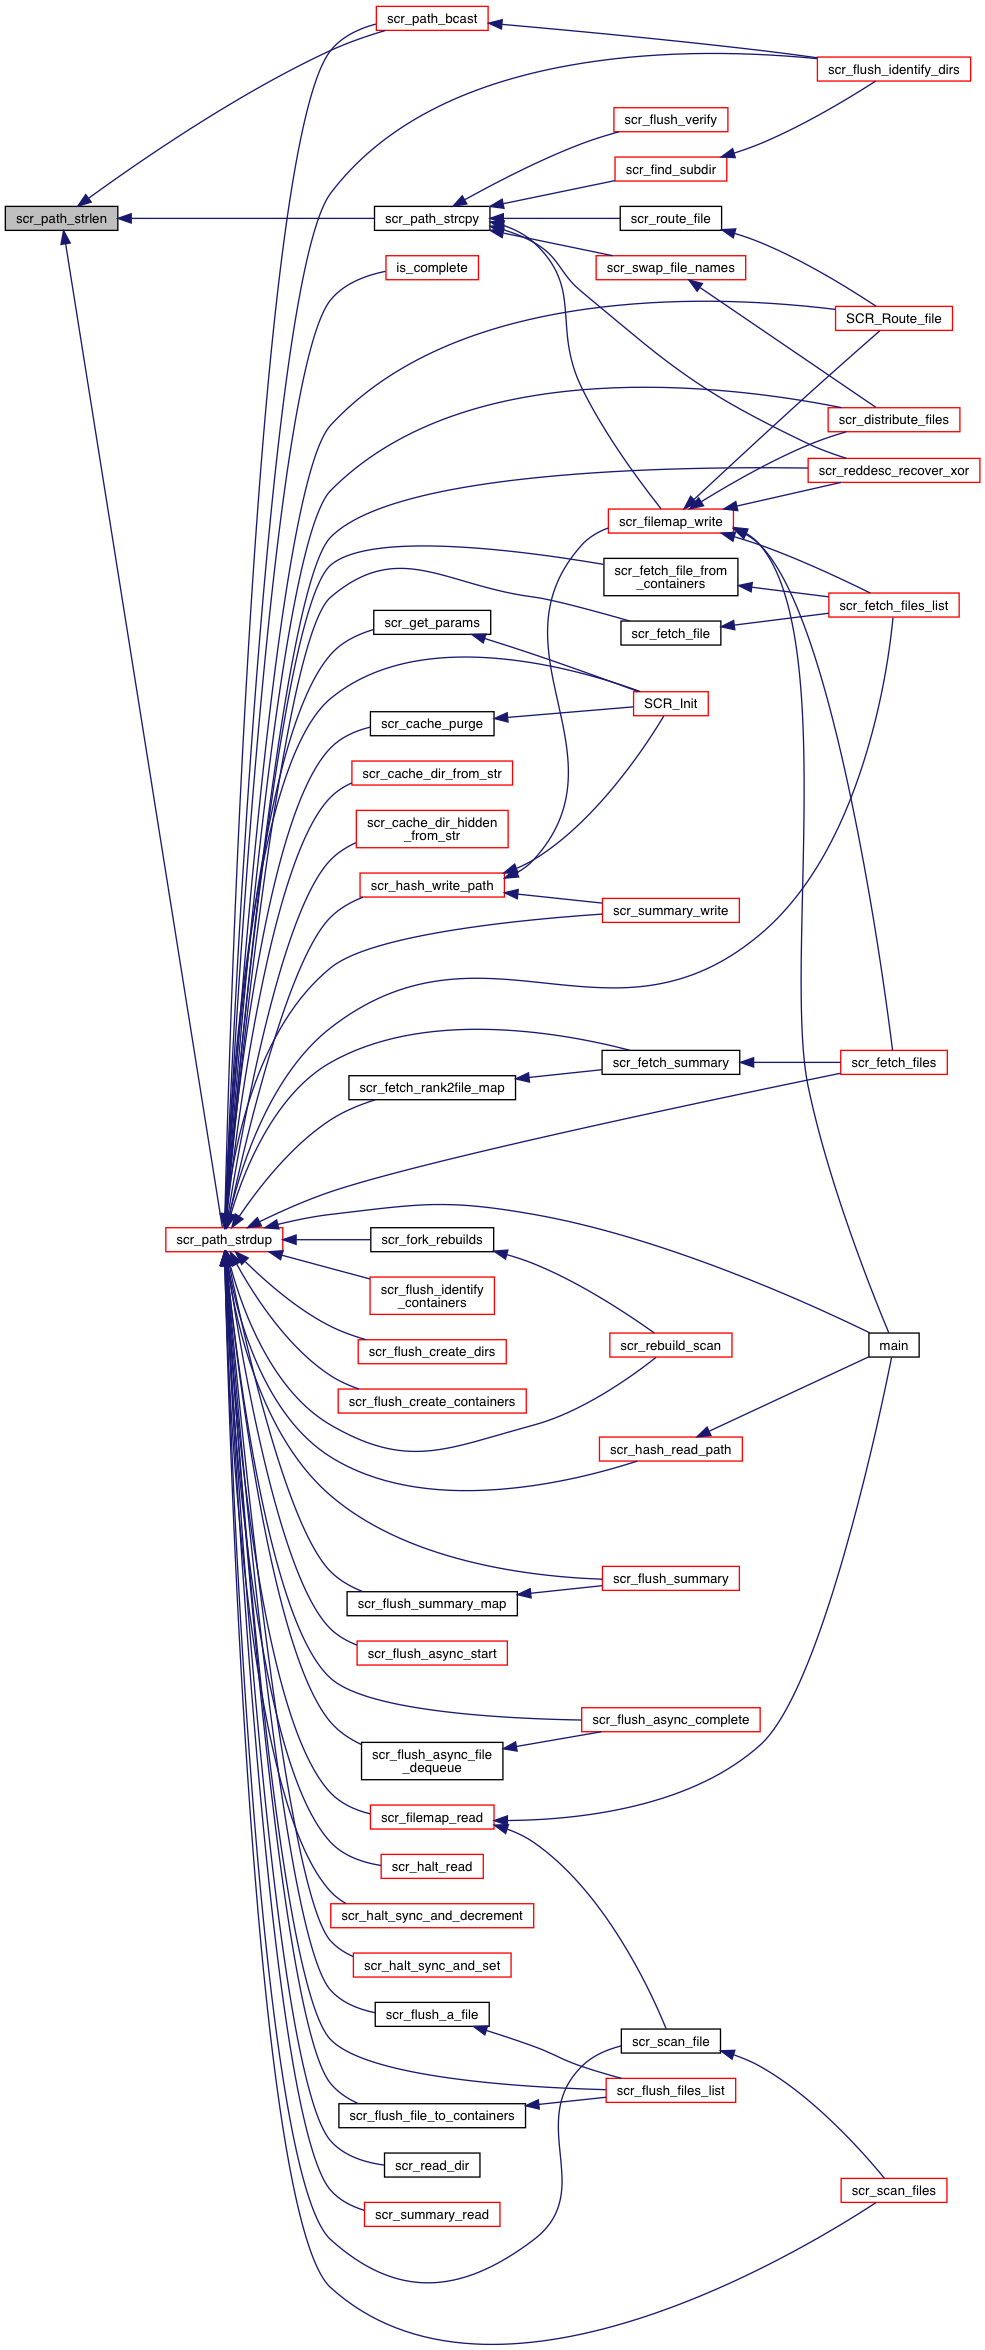 scr_path_bcast
scr_flush_identify_dirs
scr_flush_verify
scr_find_subdir
scr_path_strlen
scr_path_strcpy
scr_route_file
is_complete
scr_swap_file_names
SCR_Route_file
scr_distribute_files
scr_reddesc_recover_xor
scr_filemap_write
scr_fetch_file_from
_containers
scr_fetch_files_list
scr_get_params
scr_fetch_file
SCR_Init
scr_cache_purge
scr_cache_dir_from_str
scr_cache_dir_hidden
_from_str
scr_hash_write_path
scr_summary_write
scr_fetch_summary
scr_fetch_files
scr_fetch_rank2file_map
scr_path_strdup
scr_fork_rebuilds
scr_flush_identify
_containers
scr_flush_create_dirs
scr_rebuild_scan
main
scr_flush_create_containers
scr_hash_read_path
scr_flush_summary
scr_flush_summary_map
scr_flush_async_start
scr_flush_async_complete
scr_flush_async_file
_dequeue
scr_filemap_read
scr_halt_read
scr_halt_sync_and_decrement
scr_halt_sync_and_set
scr_flush_a_file
scr_scan_file
scr_flush_files_list
scr_flush_file_to_containers
scr_read_dir
scr_scan_files
scr_summary_read